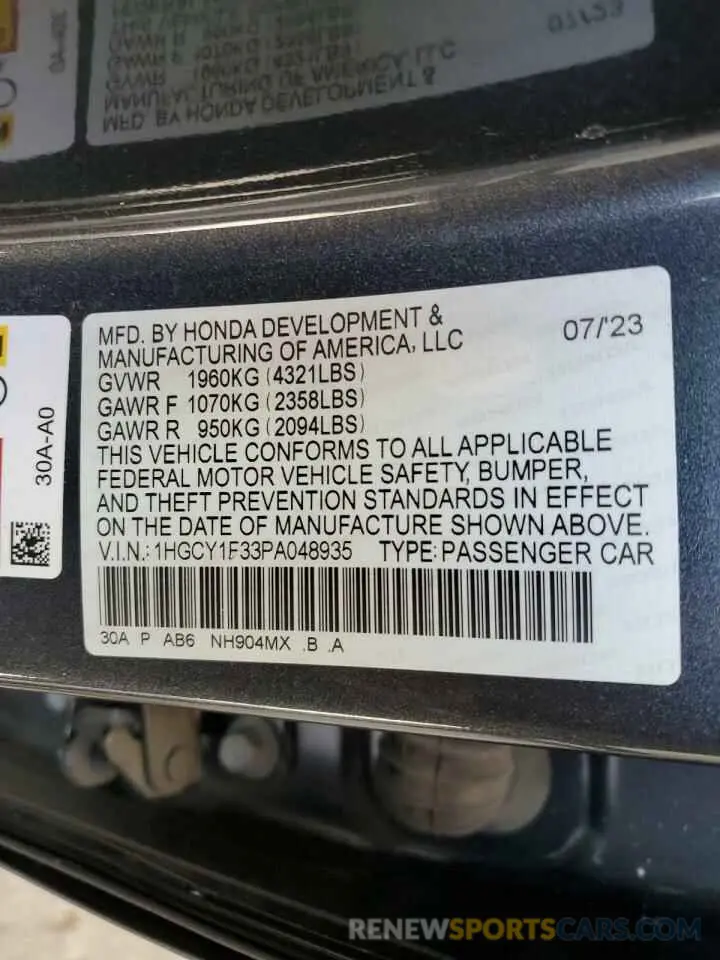 MFD. BY HONDA DEVELOPMENT &
MANUFACTURING OF AMERICA, LLC
07/'23
GVWR 1960KG (4321LBS)
GAWR F 1070KG (2358LBS)
GAWR R 950KG (2094LBS)
THIS VEHICLE CONFORMS TO ALL APPLICABLE
FEDERAL MOTOR VEHICLE SAFETY, BUMPER,
AND THEFT PREVENTION STANDARDS IN EFFECT
ON THE DATE OF MANUFACTURE SHOWN ABOVE.
V.I.N.: 1HGCY1F33PA048935 TYPE: PASSENGER CAR
30A P AB6 NH904MX .B .A
30A-A0
RENEWSPORTSCARS.COM